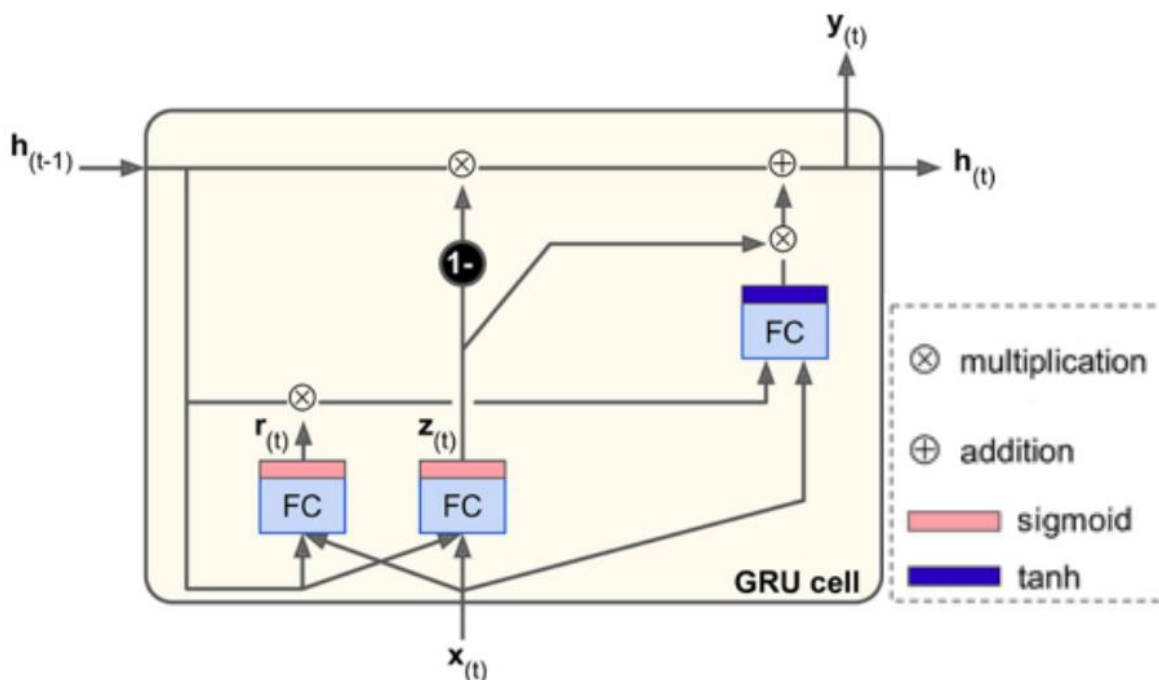 y(t)
h(t-1)
h(t)
1-
FC
multiplication
r(t)
z(t)
addition
FC
FC
sigmoid
GRU cell
tanh
x(t)